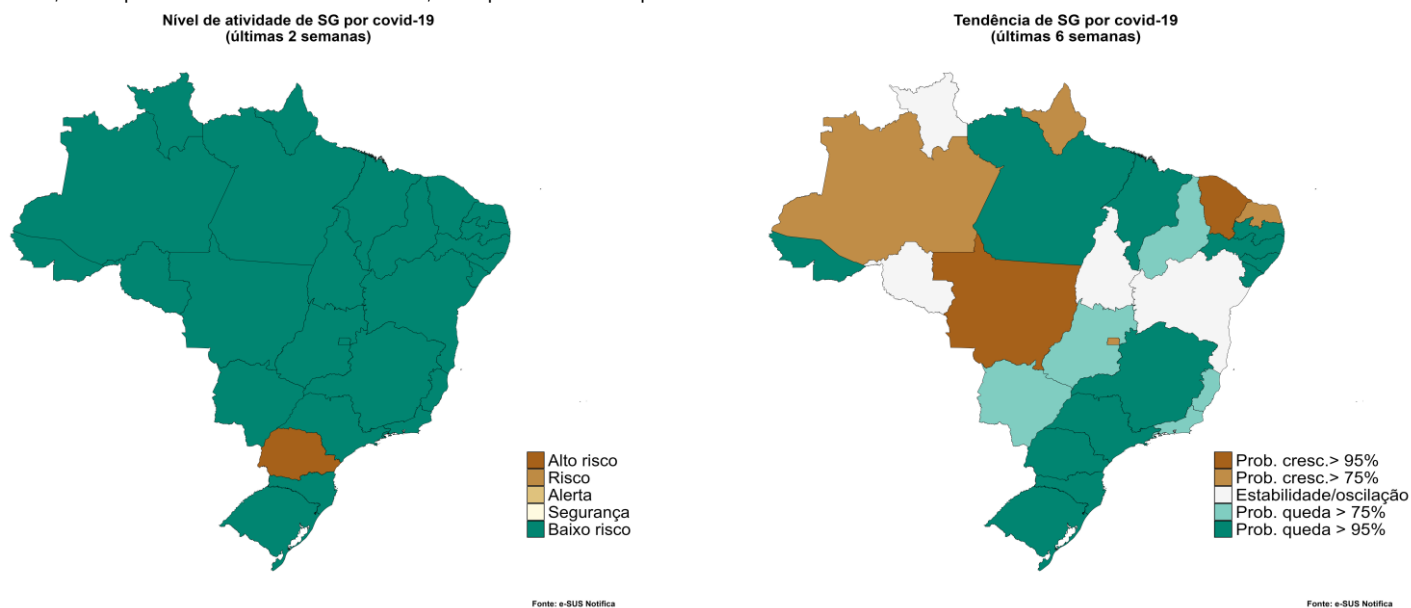 Nível de atividade de SG por covid-19
(últimas 2 semanas)
Alto risco
Risco
Alerta
Segurança
Baixo risco
Fonte: e-SUS Notifica
Tendência de SG por covid-19
(últimas 6 semanas)
Prob. cresc.> 95%
Prob. cresc.> 75%
Estabilidade/oscilação
Prob. queda > 75%
Prob. queda > 95%
Fonte: e-SUS Notifica